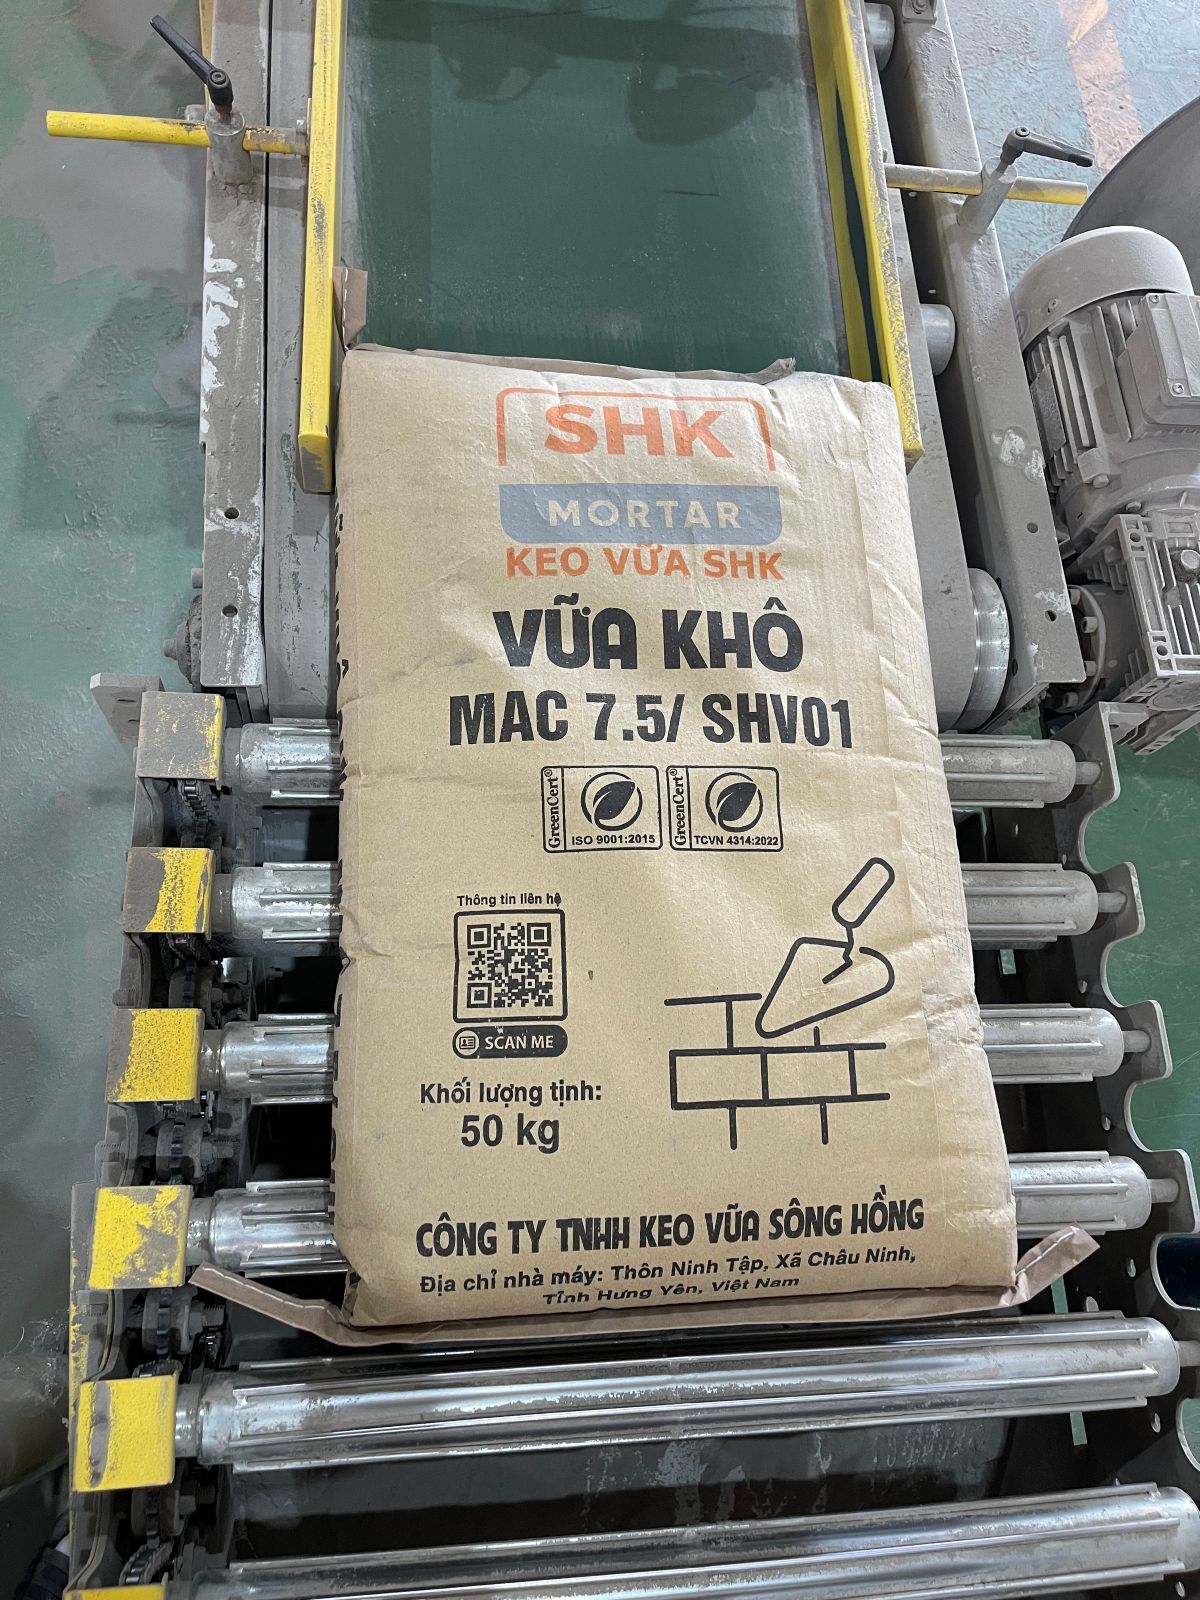 SHK
MORTAR
KEO VỮA SHK
VỮA KHÔ
MAC 7.5/ SHV01
GreenCert®
ISO 9001:2015
GreenCert®
TCVN 4314:2022
Thông tin liên hệ
SCAN ME
Khối lượng tịnh:
50 kg
CÔNG TY TNHH KEO VỮA SÔNG HỒNG
Địa chỉ nhà máy: Thôn Ninh Tập, Xã Châu Ninh,
Tỉnh Hưng Yên, Việt Nam